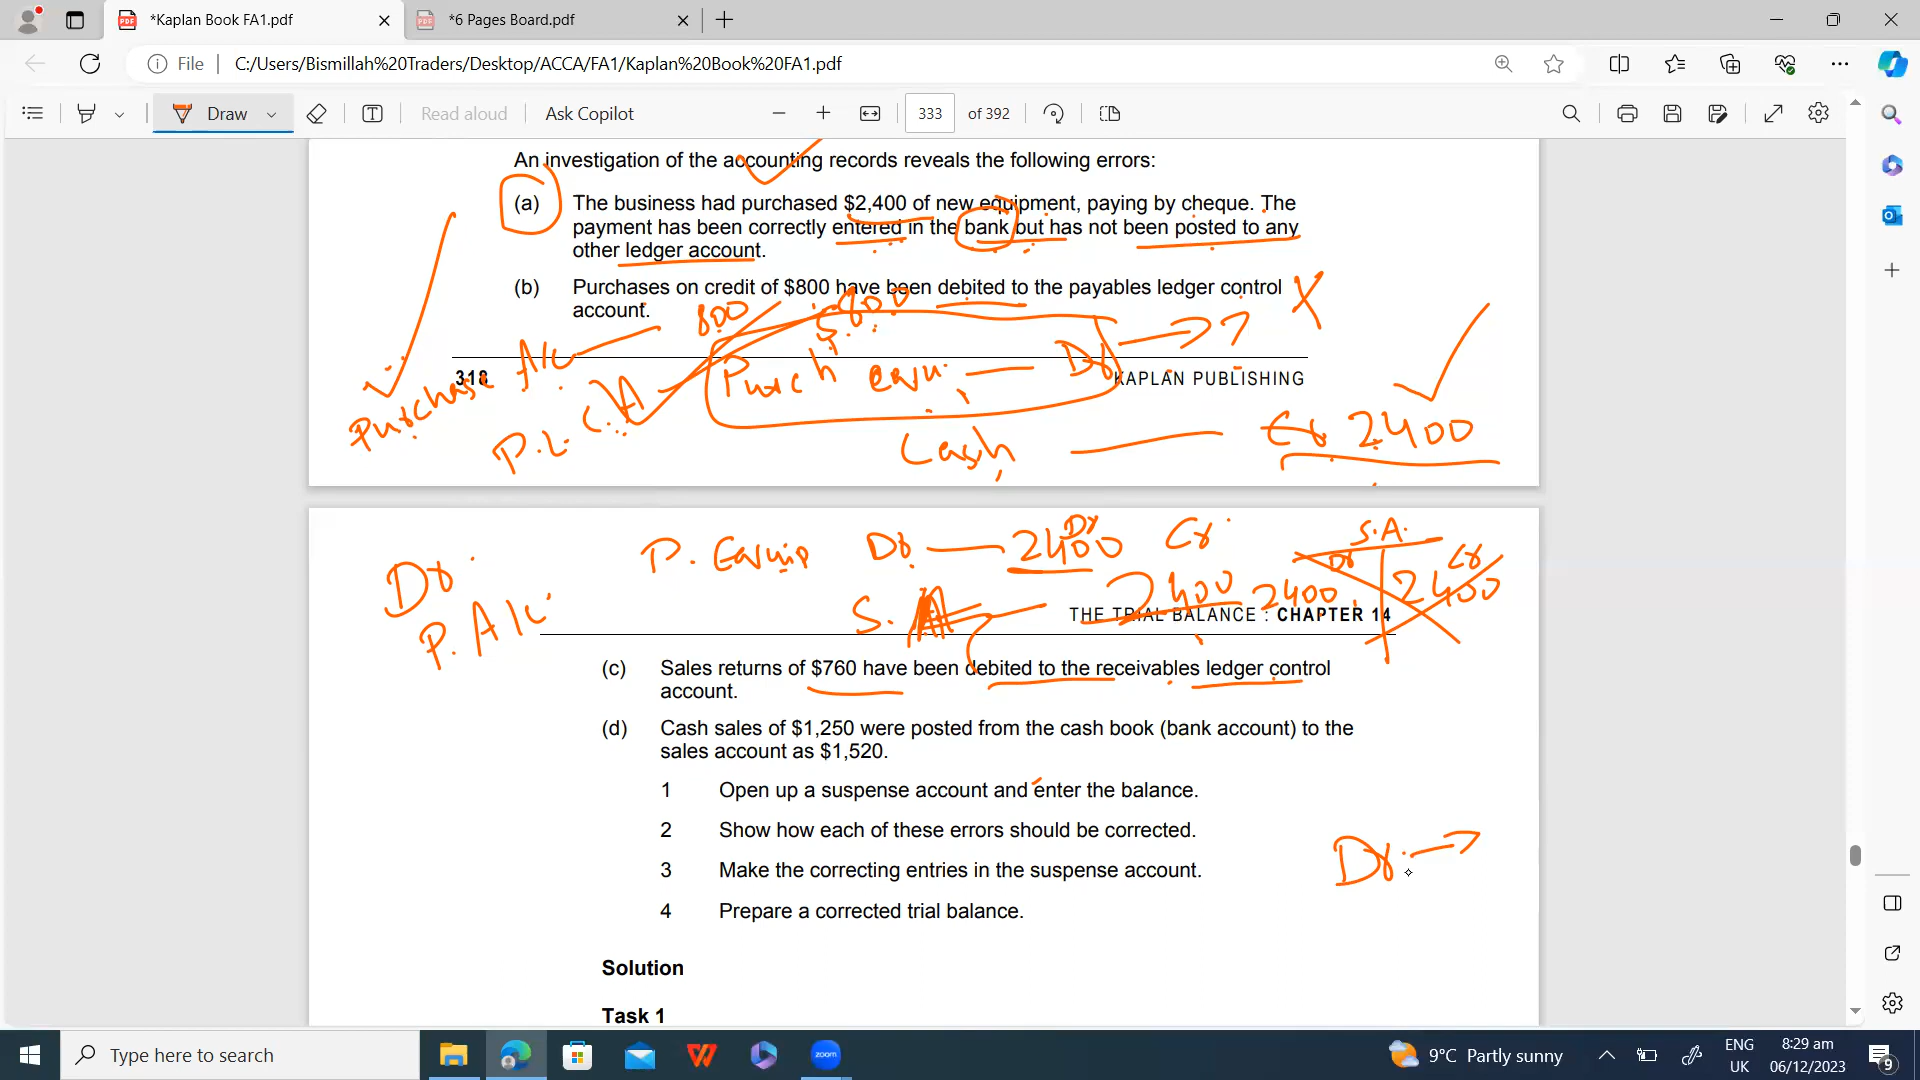 *Kaplan Book FA1.pdf
*6 Pages Board.pdf
File
C:/Users/Bismillah%20Traders/Desktop/ACCA/FA1/Kaplan%20Book%20FA1.pdf
Draw
Read aloud
Ask Copilot
333
of 392
An investigation of the accounting records reveals the following errors:
(a) The business had purchased $2,400 of new equipment, paying by cheque. The
payment has been correctly entered in the bank but has not been posted to any
other ledger account.
(b) Purchases on credit of $800 have been debited to the payables ledger control
account.
800
Purchase A/c
Dr
318
KAPLAN PUBLISHING
P.L.C.A
Cash
Cr 2400
P. Equip Dr 2400
Dr
Cr
S.A.
Dr
Cr
2400
2400
2400
S.
Dr
P. A/c
THE TRIAL BALANCE : CHAPTER 14
(c) Sales returns of $760 have been debited to the receivables ledger control
account.
(d) Cash sales of $1,250 were posted from the cash book (bank account) to the
sales account as $1,520.
1 Open up a suspense account and enter the balance.
2 Show how each of these errors should be corrected.
3 Make the correcting entries in the suspense account.
Dr
4 Prepare a corrected trial balance.
Solution
Task 1
Type here to search
zoom
9°C Partly sunny
ENG
UK
8:29 am
06/12/2023
9